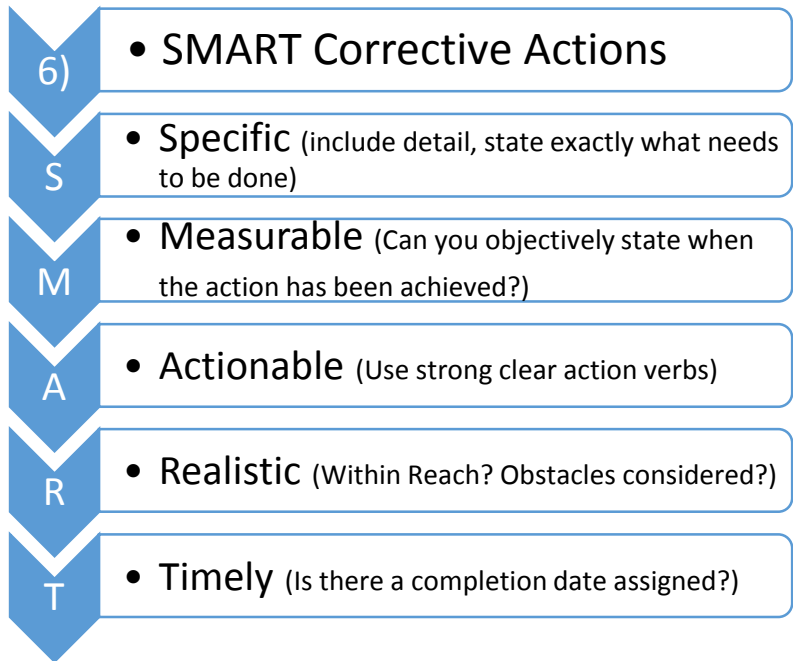 6)
• SMART Corrective Actions
S
• Specific (include detail, state exactly what needs
to be done)
M
• Measurable (Can you objectively state when
the action has been achieved?)
A
• Actionable (Use strong clear action verbs)
R
• Realistic (Within Reach? Obstacles considered?)
T
• Timely (Is there a completion date assigned?)